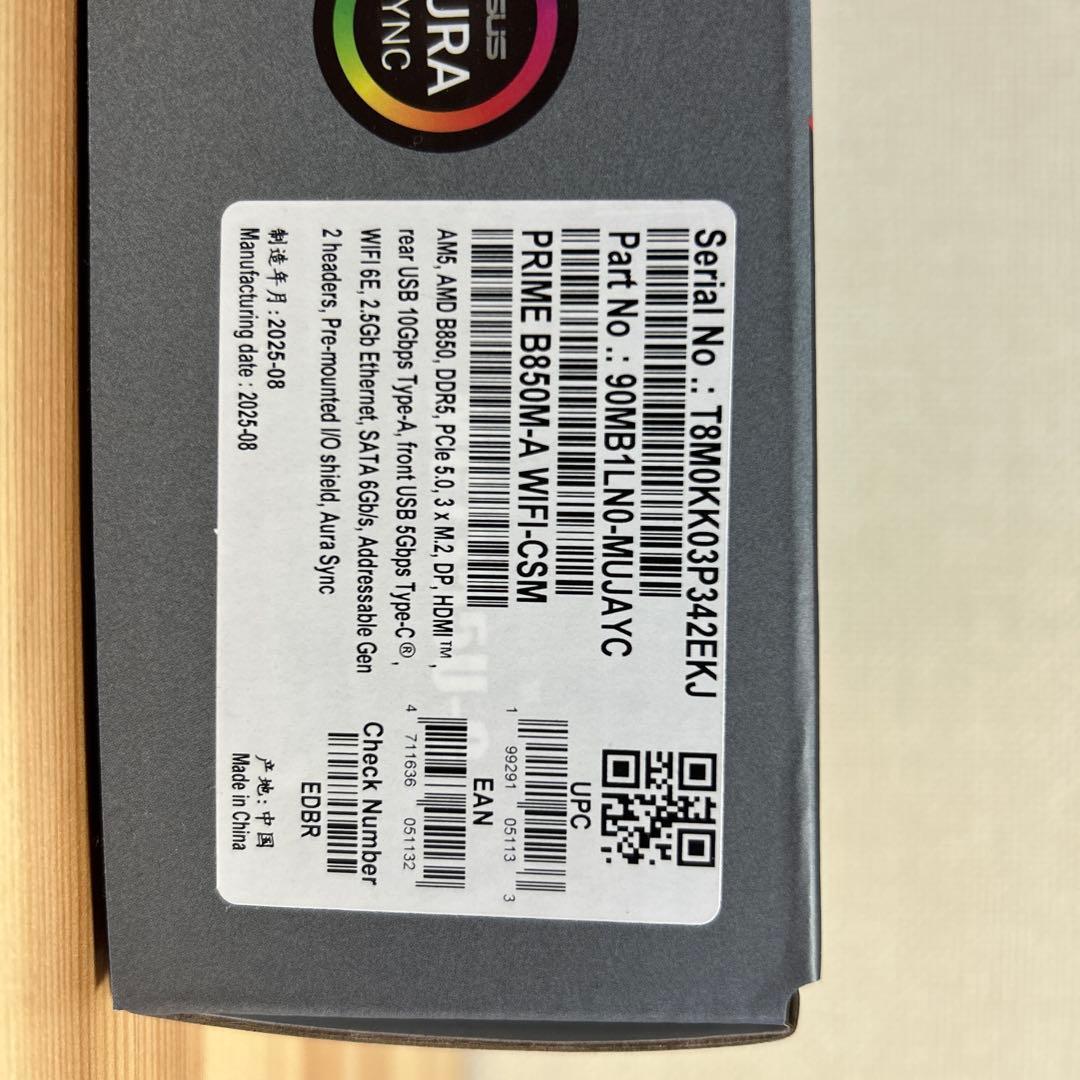 SUS
URA
YNC
Serial No .: T8M0KK03P342EKJ
Part No .: 90MB1LN0-MUJAYC
PRIME B850M-A WIFI-CSM
AM5, AMD B850, DDR5, PCIe 5.0, 3 x M.2, DP, HDMI™,
rear USB 10Gbps Type-A, front USB 5Gbps Type-C®,
WIFI 6E, 2.5Gb Ethernet, SATA 6Gb/s, Addressable Gen
2 headers, Pre-mounted I/O shield, Aura Sync
制造年月:2025-08
Manufacturing date : 2025-08
UPC
1 99291 05113 3
EAN
4 711636 051132
Check Number
EDBR
产地: 中国
Made in China